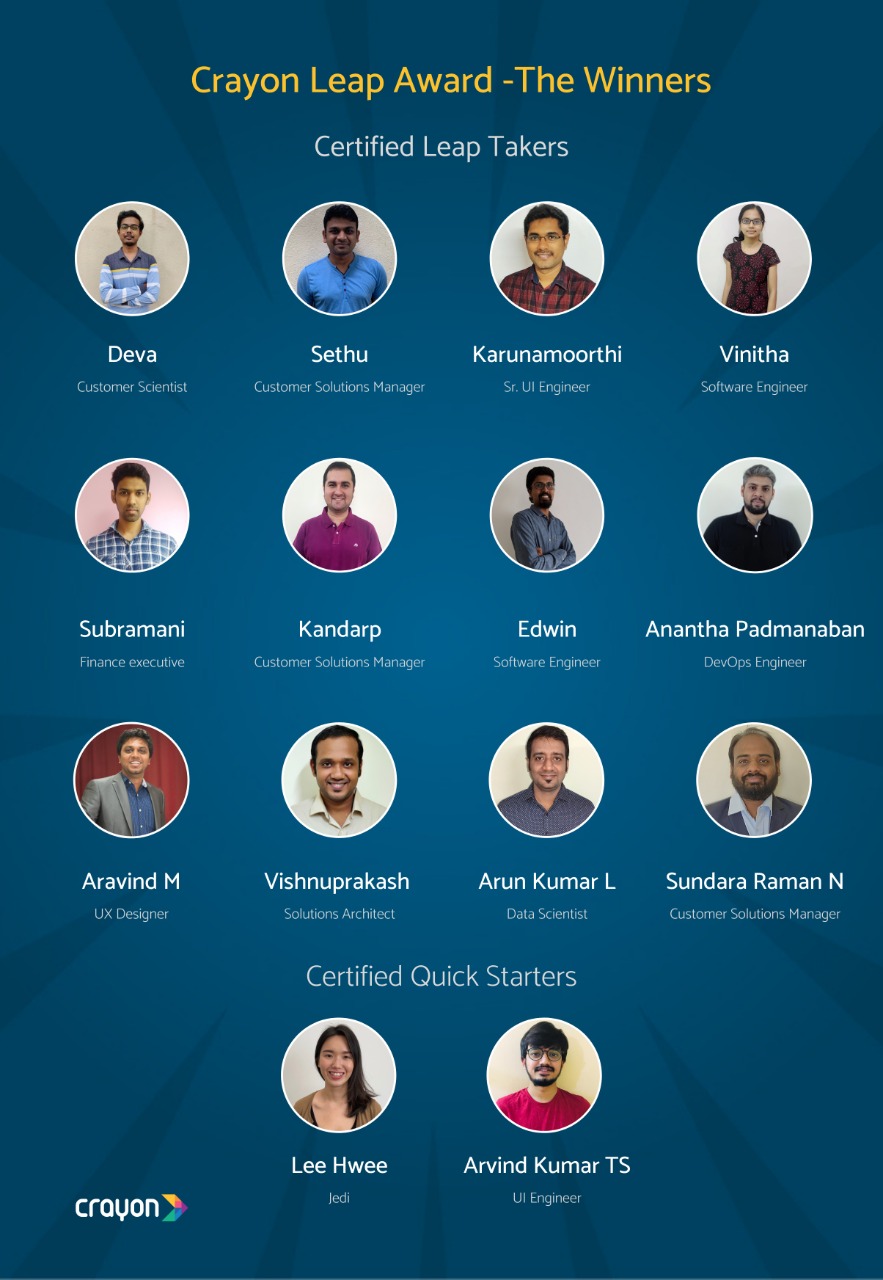 Crayon Leap Award -The Winners
Certified Leap Takers
Deva
Customer Scientist
Sethu
Customer Solutions Manager
Karunamoorthi
Sr. UI Engineer
Vinitha
Software Engineer
Subramani
Finance executive
Kandarp
Customer Solutions Manager
Edwin
Software Engineer
Anantha Padmanaban
DevOps Engineer
Aravind M
UX Designer
Vishnuprakash
Solutions Architect
Arun Kumar L
Data Scientist
Sundara Raman N
Customer Solutions Manager
Certified Quick Starters
Lee Hwee
Jedi
Arvind Kumar TS
UI Engineer
crayon